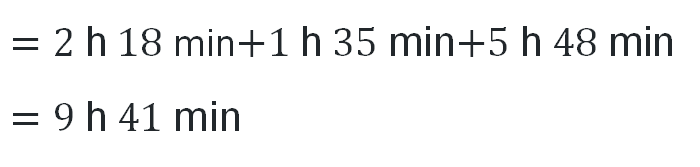 = 2 h 18 min+1 h 35 min+5 h 48 min
= 9 h 41 min